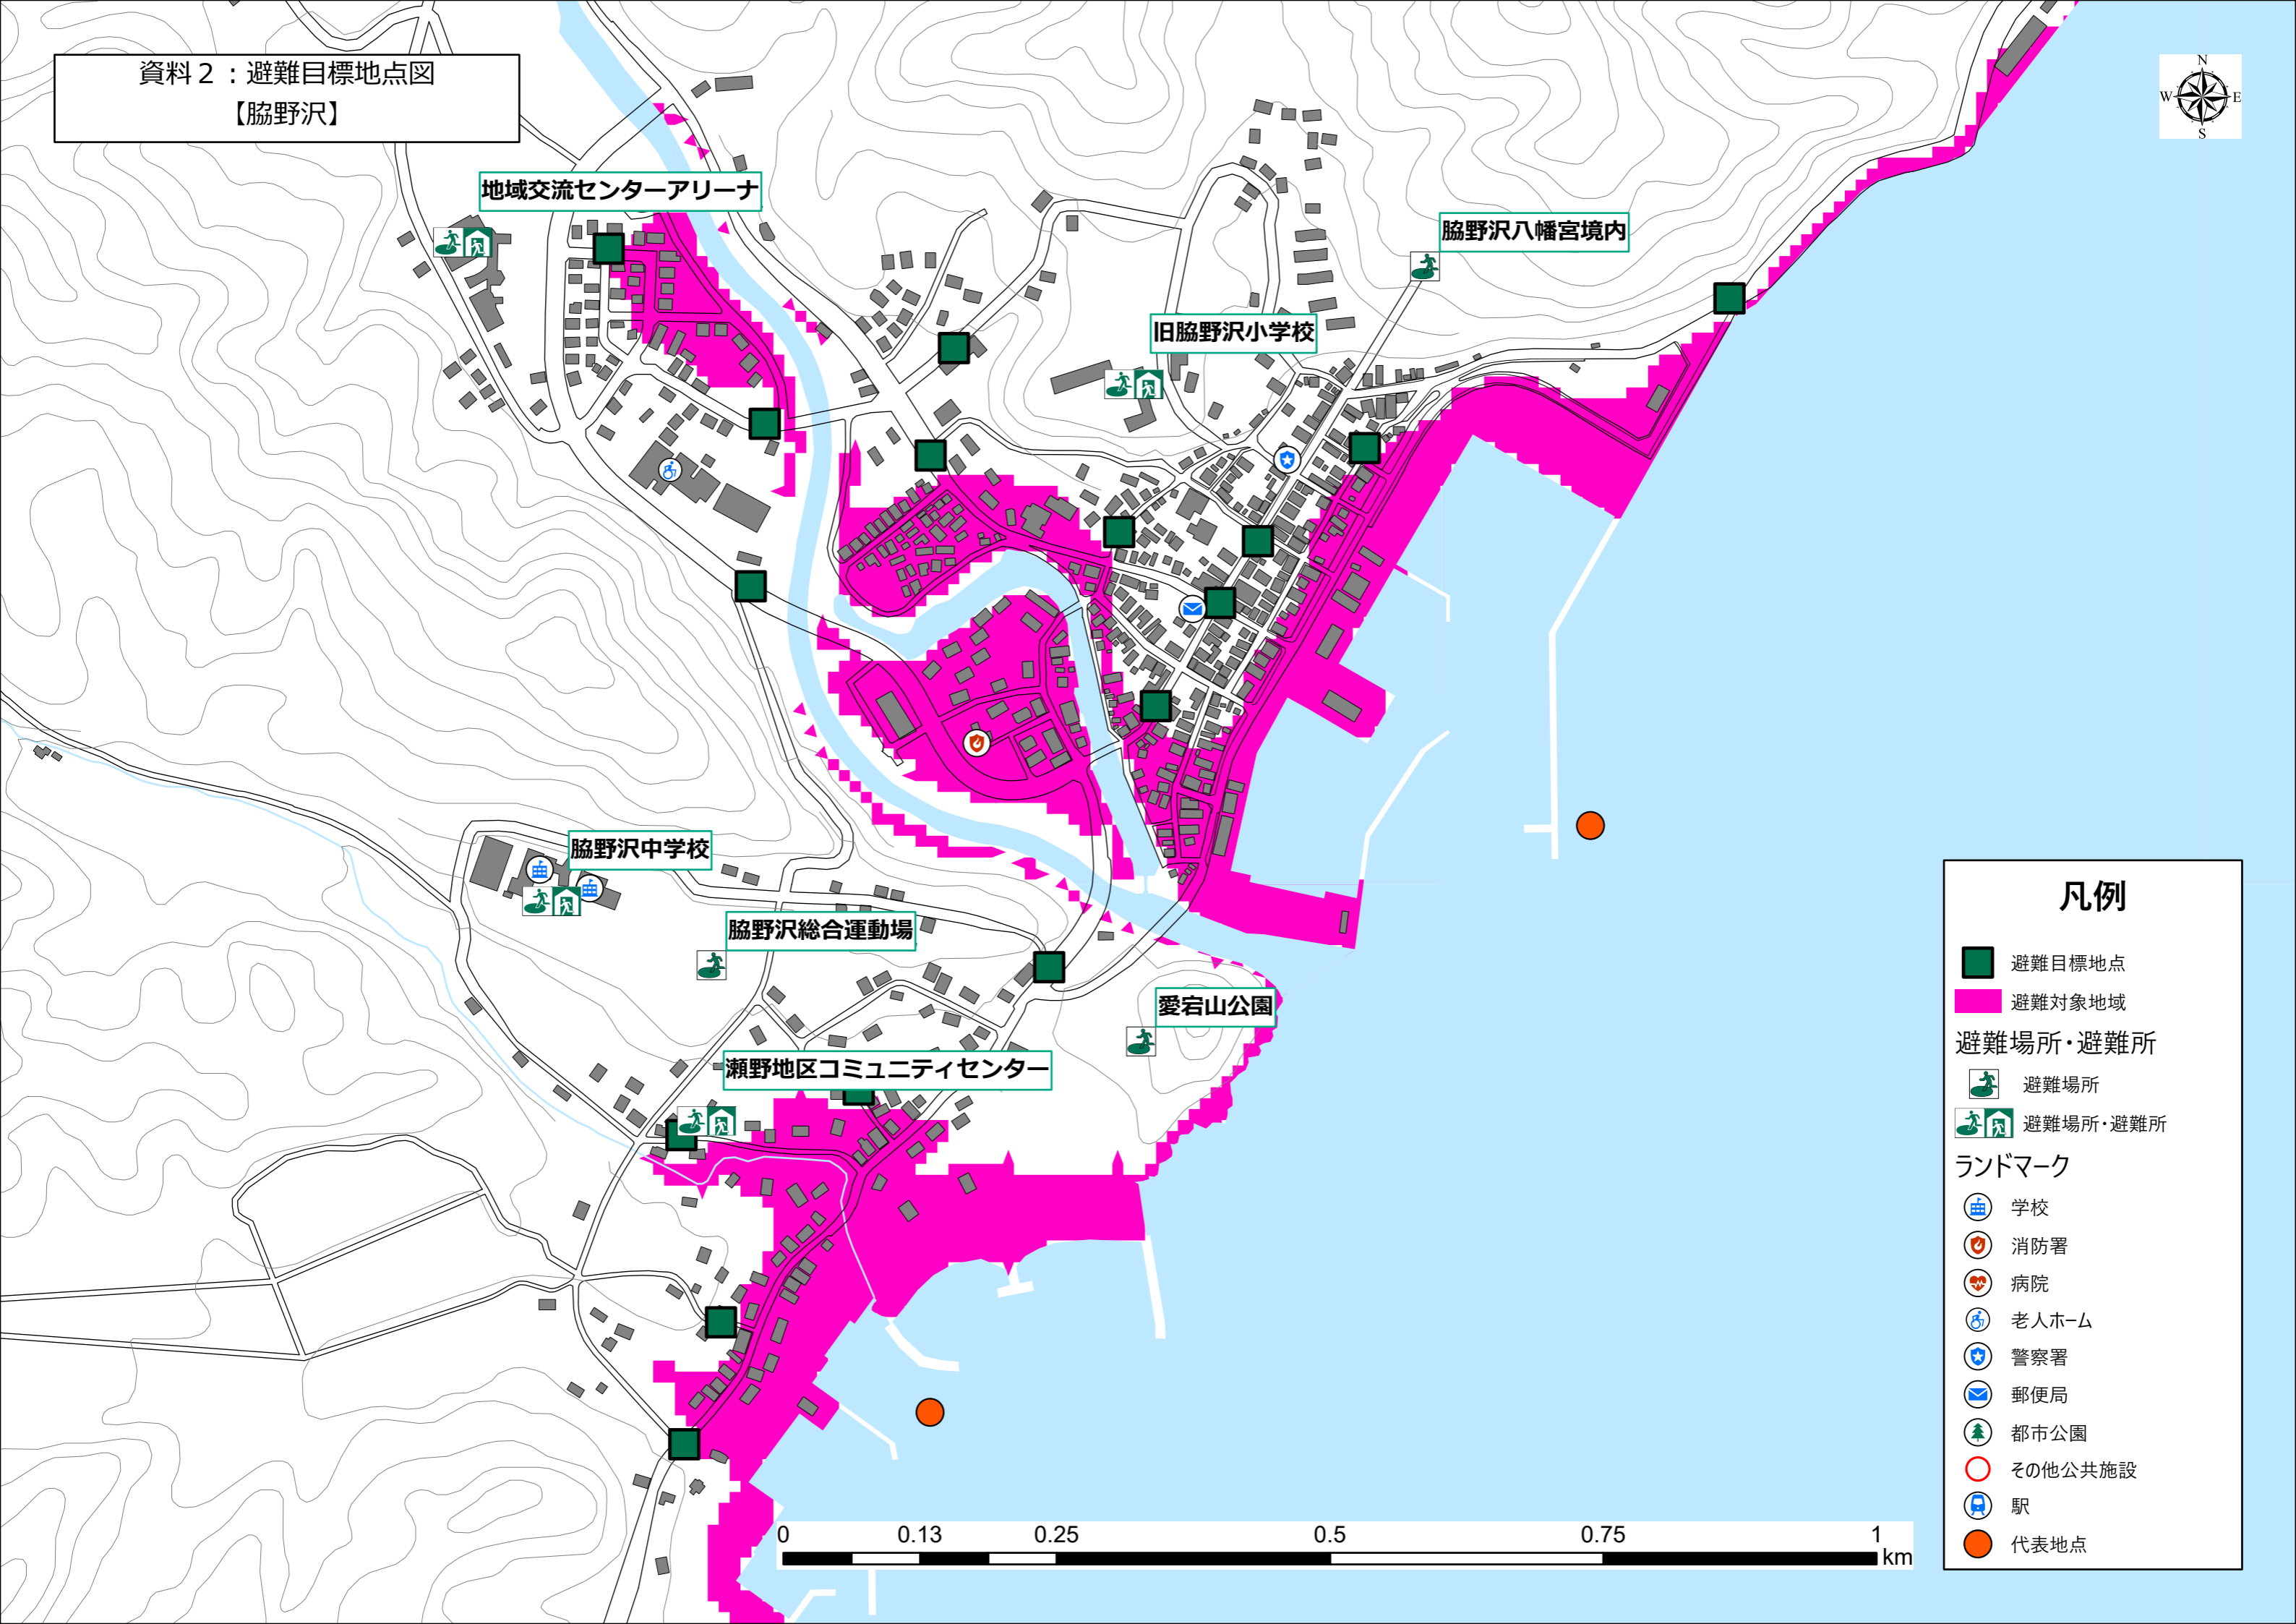 資料２：避難目標地点図
【脇野沢】
N
W
E
S
地域交流センターアリーナ
脇野沢八幡宮境内
旧脇野沢小学校
脇野沢中学校
脇野沢総合運動場
愛宕山公園
瀬野地区コミュニティセンター
凡例
避難目標地点
避難対象地域
避難場所・避難所
避難場所
避難場所・避難所
ランドマーク
学校
消防署
病院
老人ホーム
警察署
郵便局
都市公園
その他公共施設
駅
代表地点
0 0.13 0.25 0.5 0.75 1
km